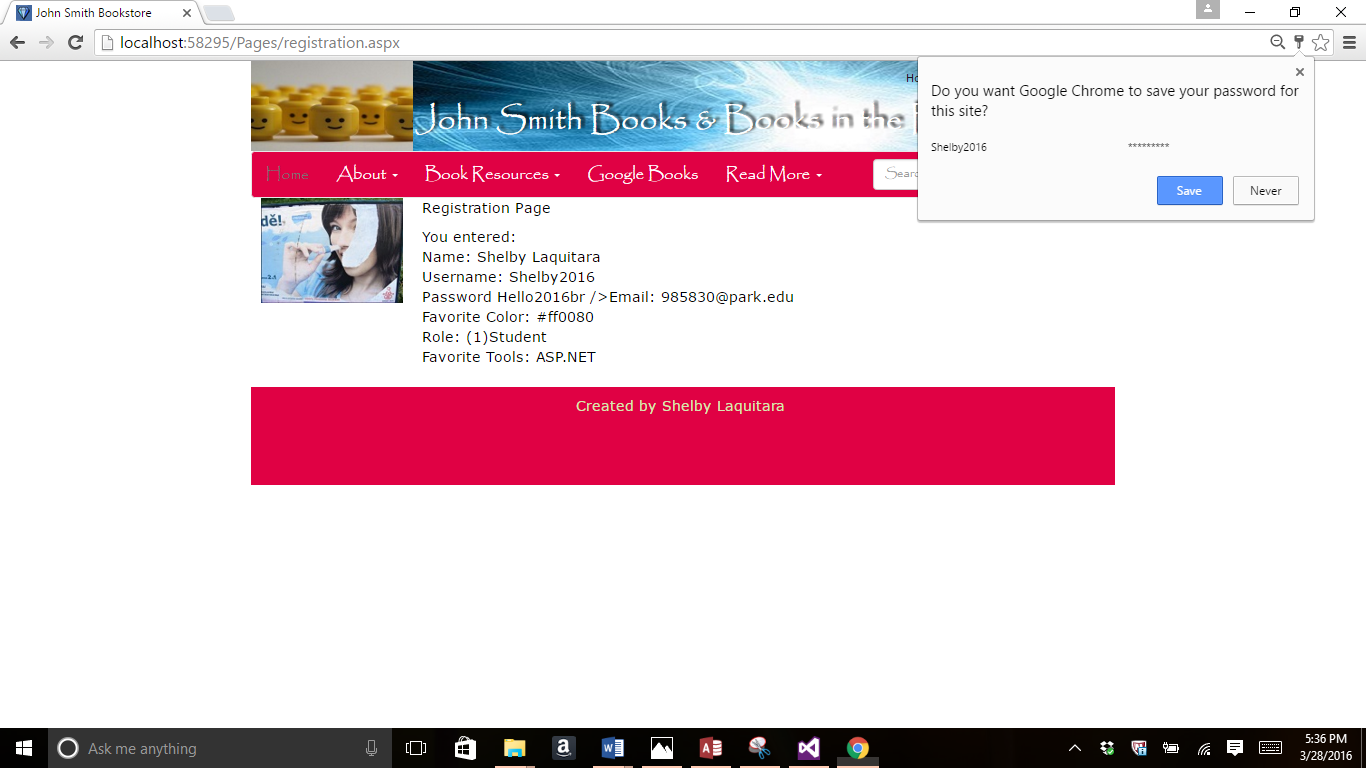 John Smith Bookstore
localhost:58295/Pages/registration.aspx
Do you want Google Chrome to save your password for
this site?
Shelby2016 *********
Save Never
John Smith Books & Books in the
Home About Book Resources Google Books Read More Sear
dě!
Registration Page
You entered:
Name: Shelby Laquitara
Username: Shelby2016
Password Hello2016br />Email: 985830@park.edu
Favorite Color: #ff0080
Role: (1)Student
Favorite Tools: ASP.NET
Created by Shelby Laquitara
Ask me anything
5:36 PM
3/28/2016